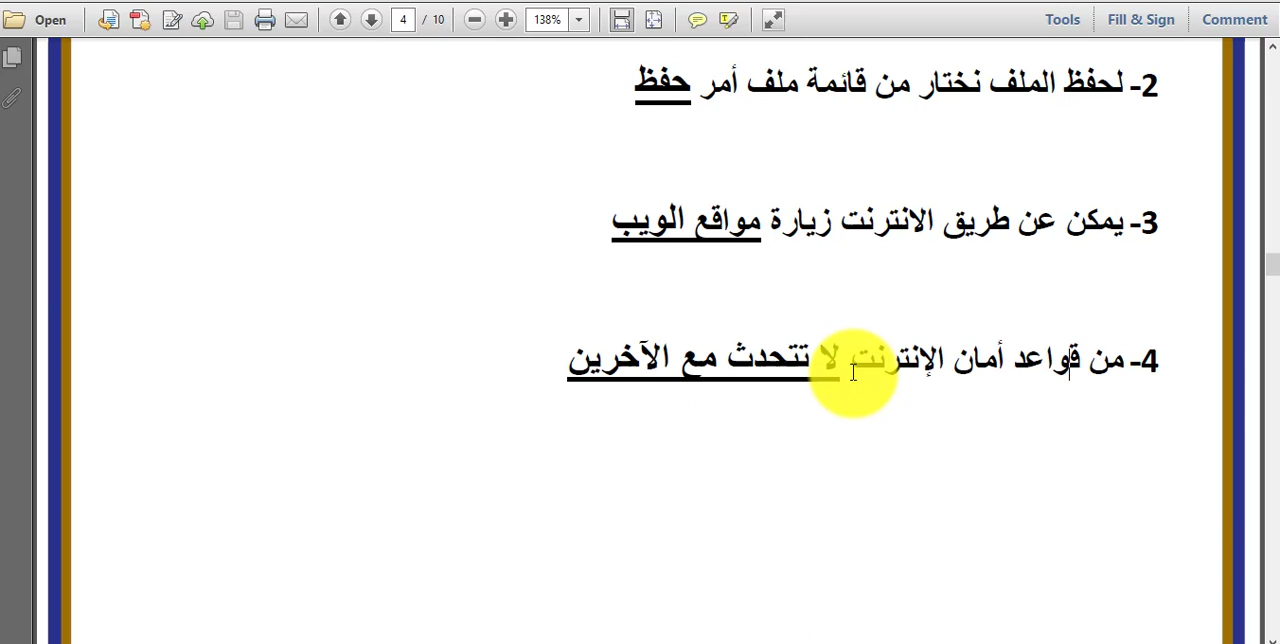 Open
4 / 10
138%
Tools
Fill & Sign
Comment
2- لحفظ الملف نختار من قائمة ملف أمر حفظ
3- يمكن عن طريق الانترنت زيارة مواقع الويب
4- من قواعد أمان الإنترنت لا تتحدث مع الآخرين